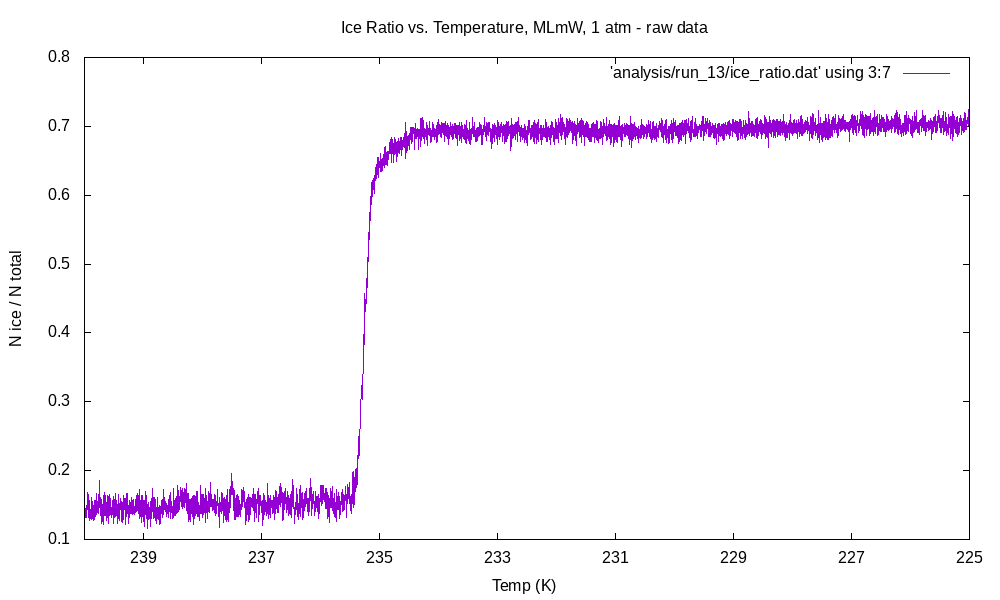 Ice Ratio vs. Temperature, MLmW, 1 atm - raw data
'analysis/run_13/ice_ratio.dat' using 3:7
N ice / N total
0.8
0.7
0.6
0.5
0.4
0.3
0.2
0.1
239 237 235 233 231 229 227 225
Temp (K)